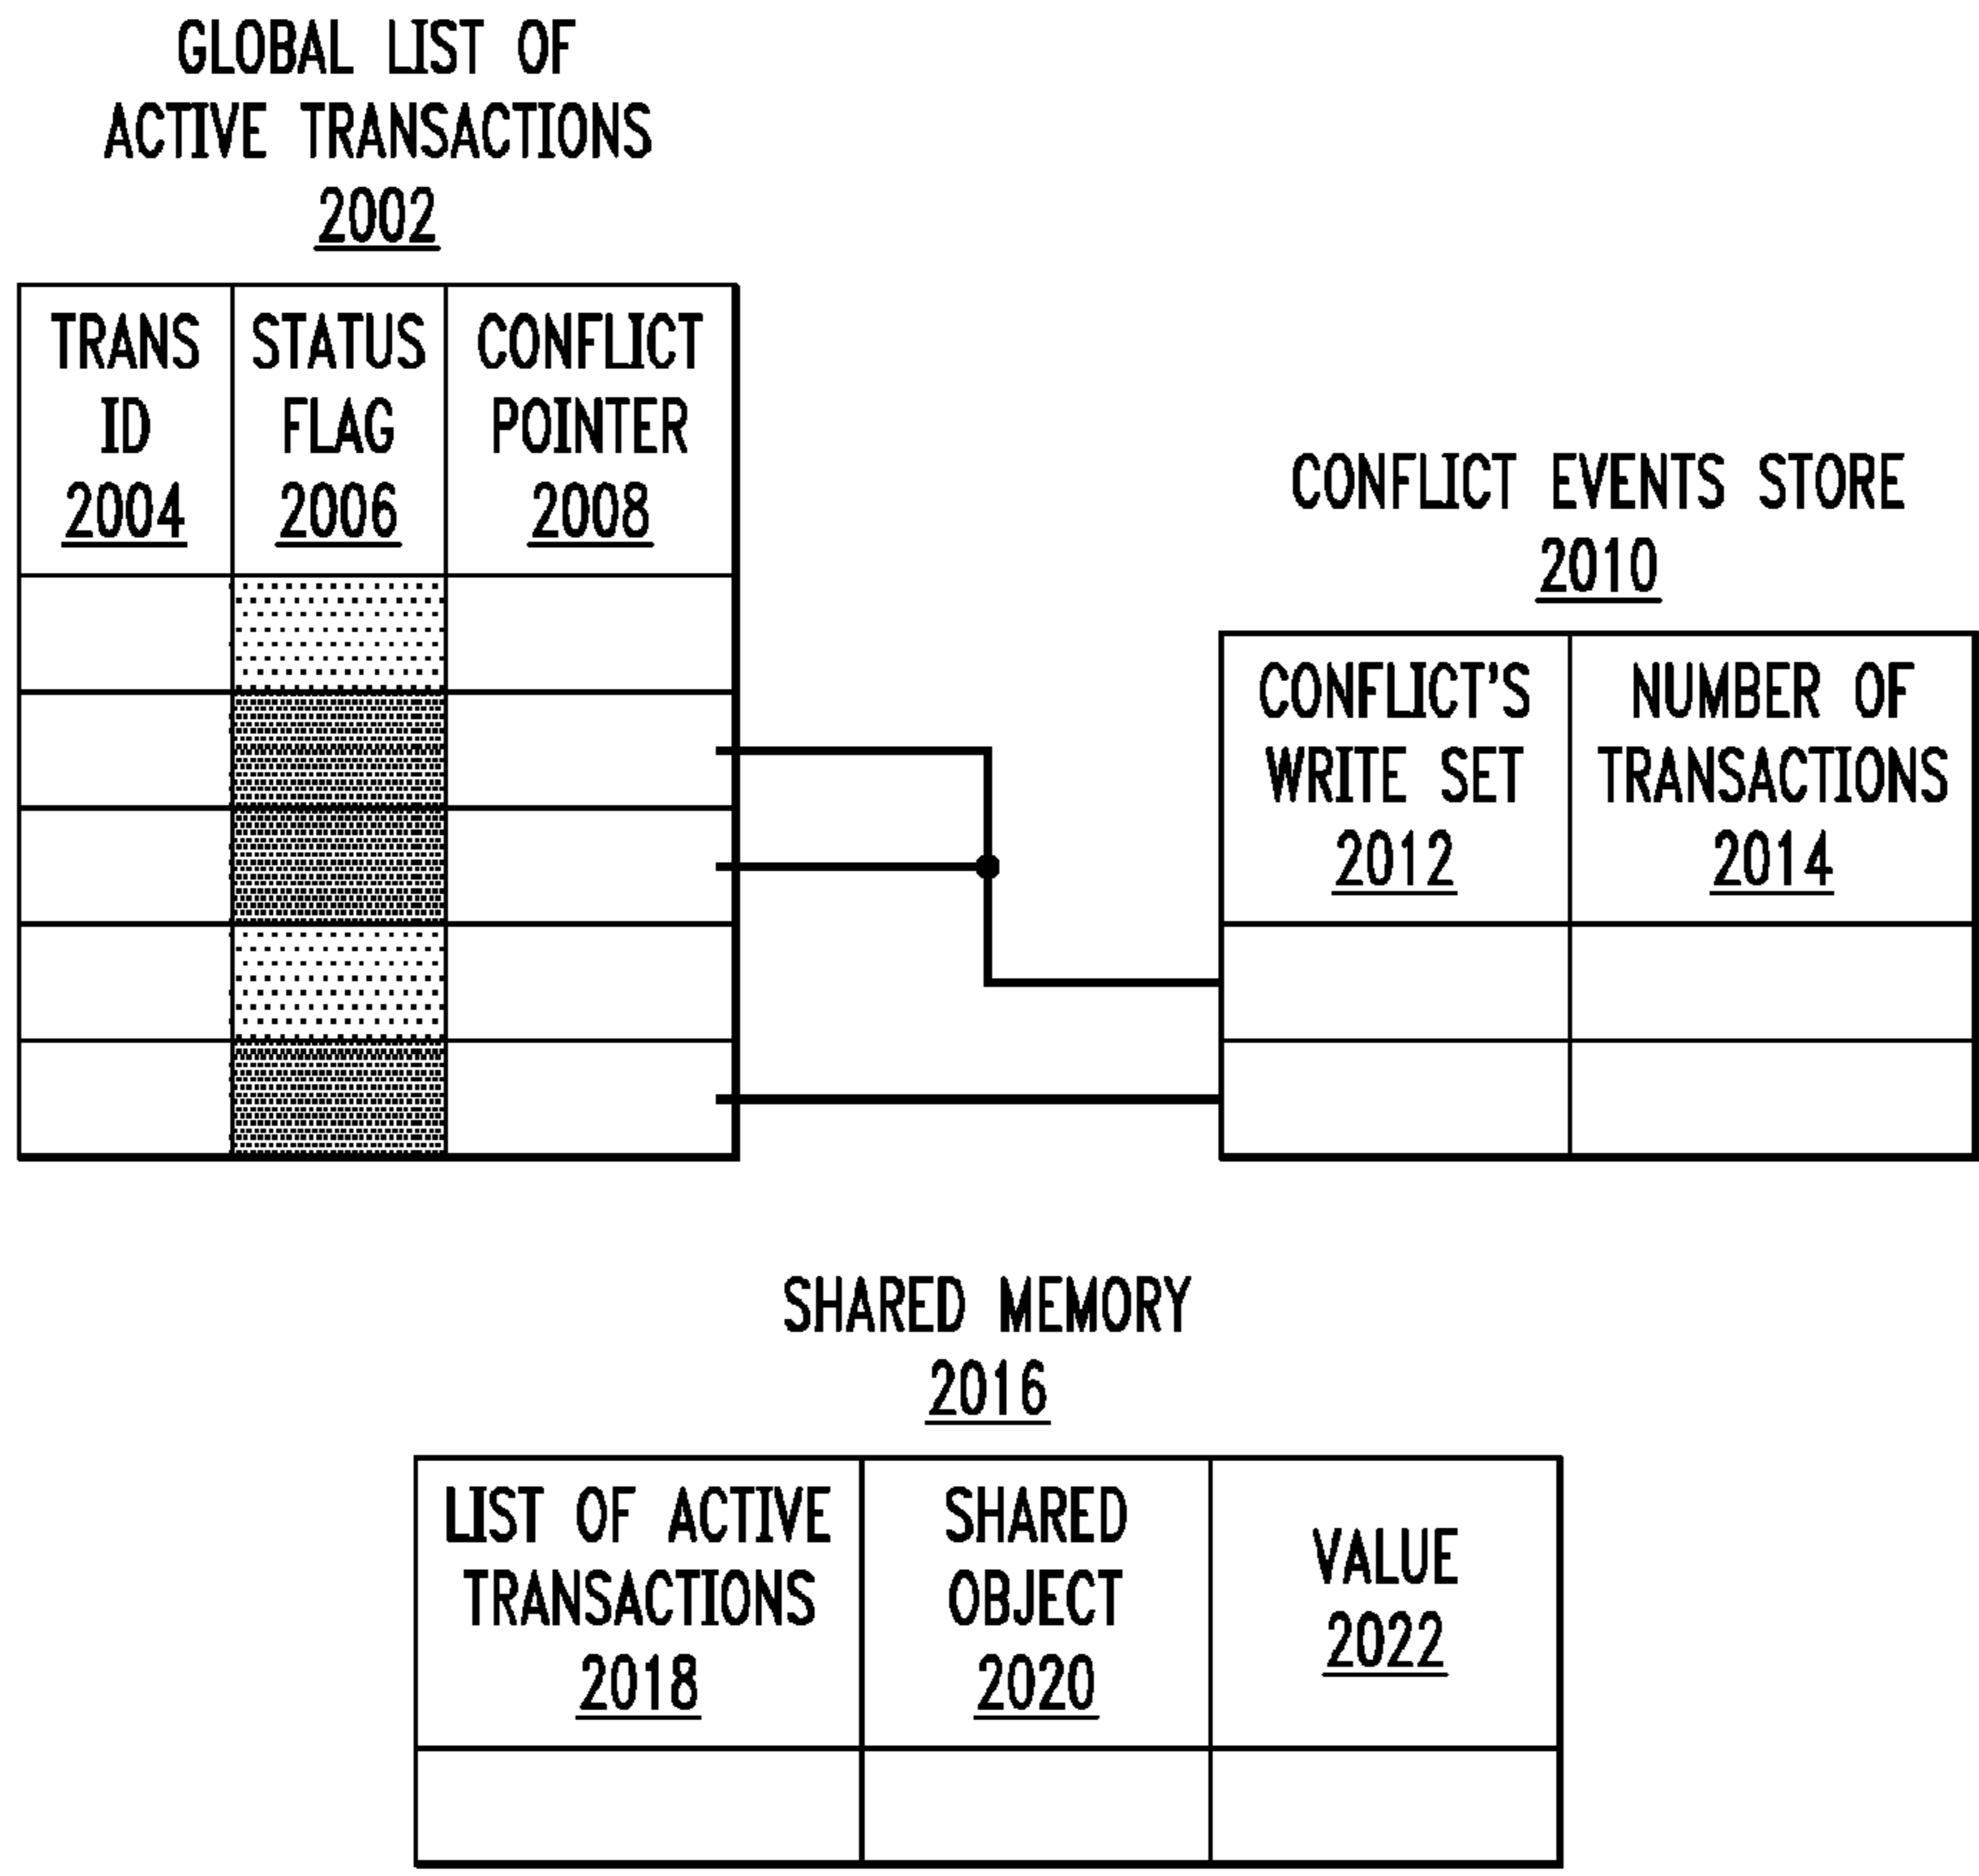 GLOBAL LIST OF
ACTIVE TRANSACTIONS
2002
TRANS
ID
2004
STATUS
FLAG
2006
CONFLICT
POINTER
2008
CONFLICT EVENTS STORE
2010
CONFLICT'S
WRITE SET
2012
NUMBER OF
TRANSACTIONS
2014
SHARED MEMORY
2016
LIST OF ACTIVE
TRANSACTIONS
2018
SHARED
OBJECT
2020
VALUE
2022